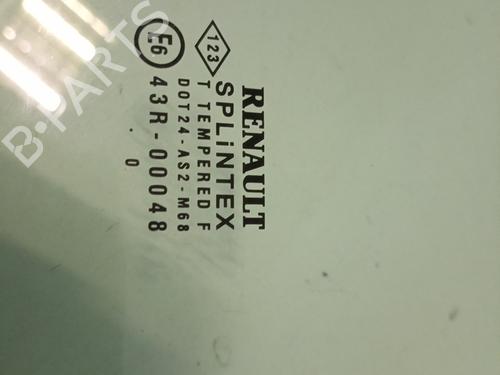 RENAULT
SPLiNTEX
123
T TEMPERED F
DOT24-AS2-M68
E6 43R-00048
0
B-PARTS